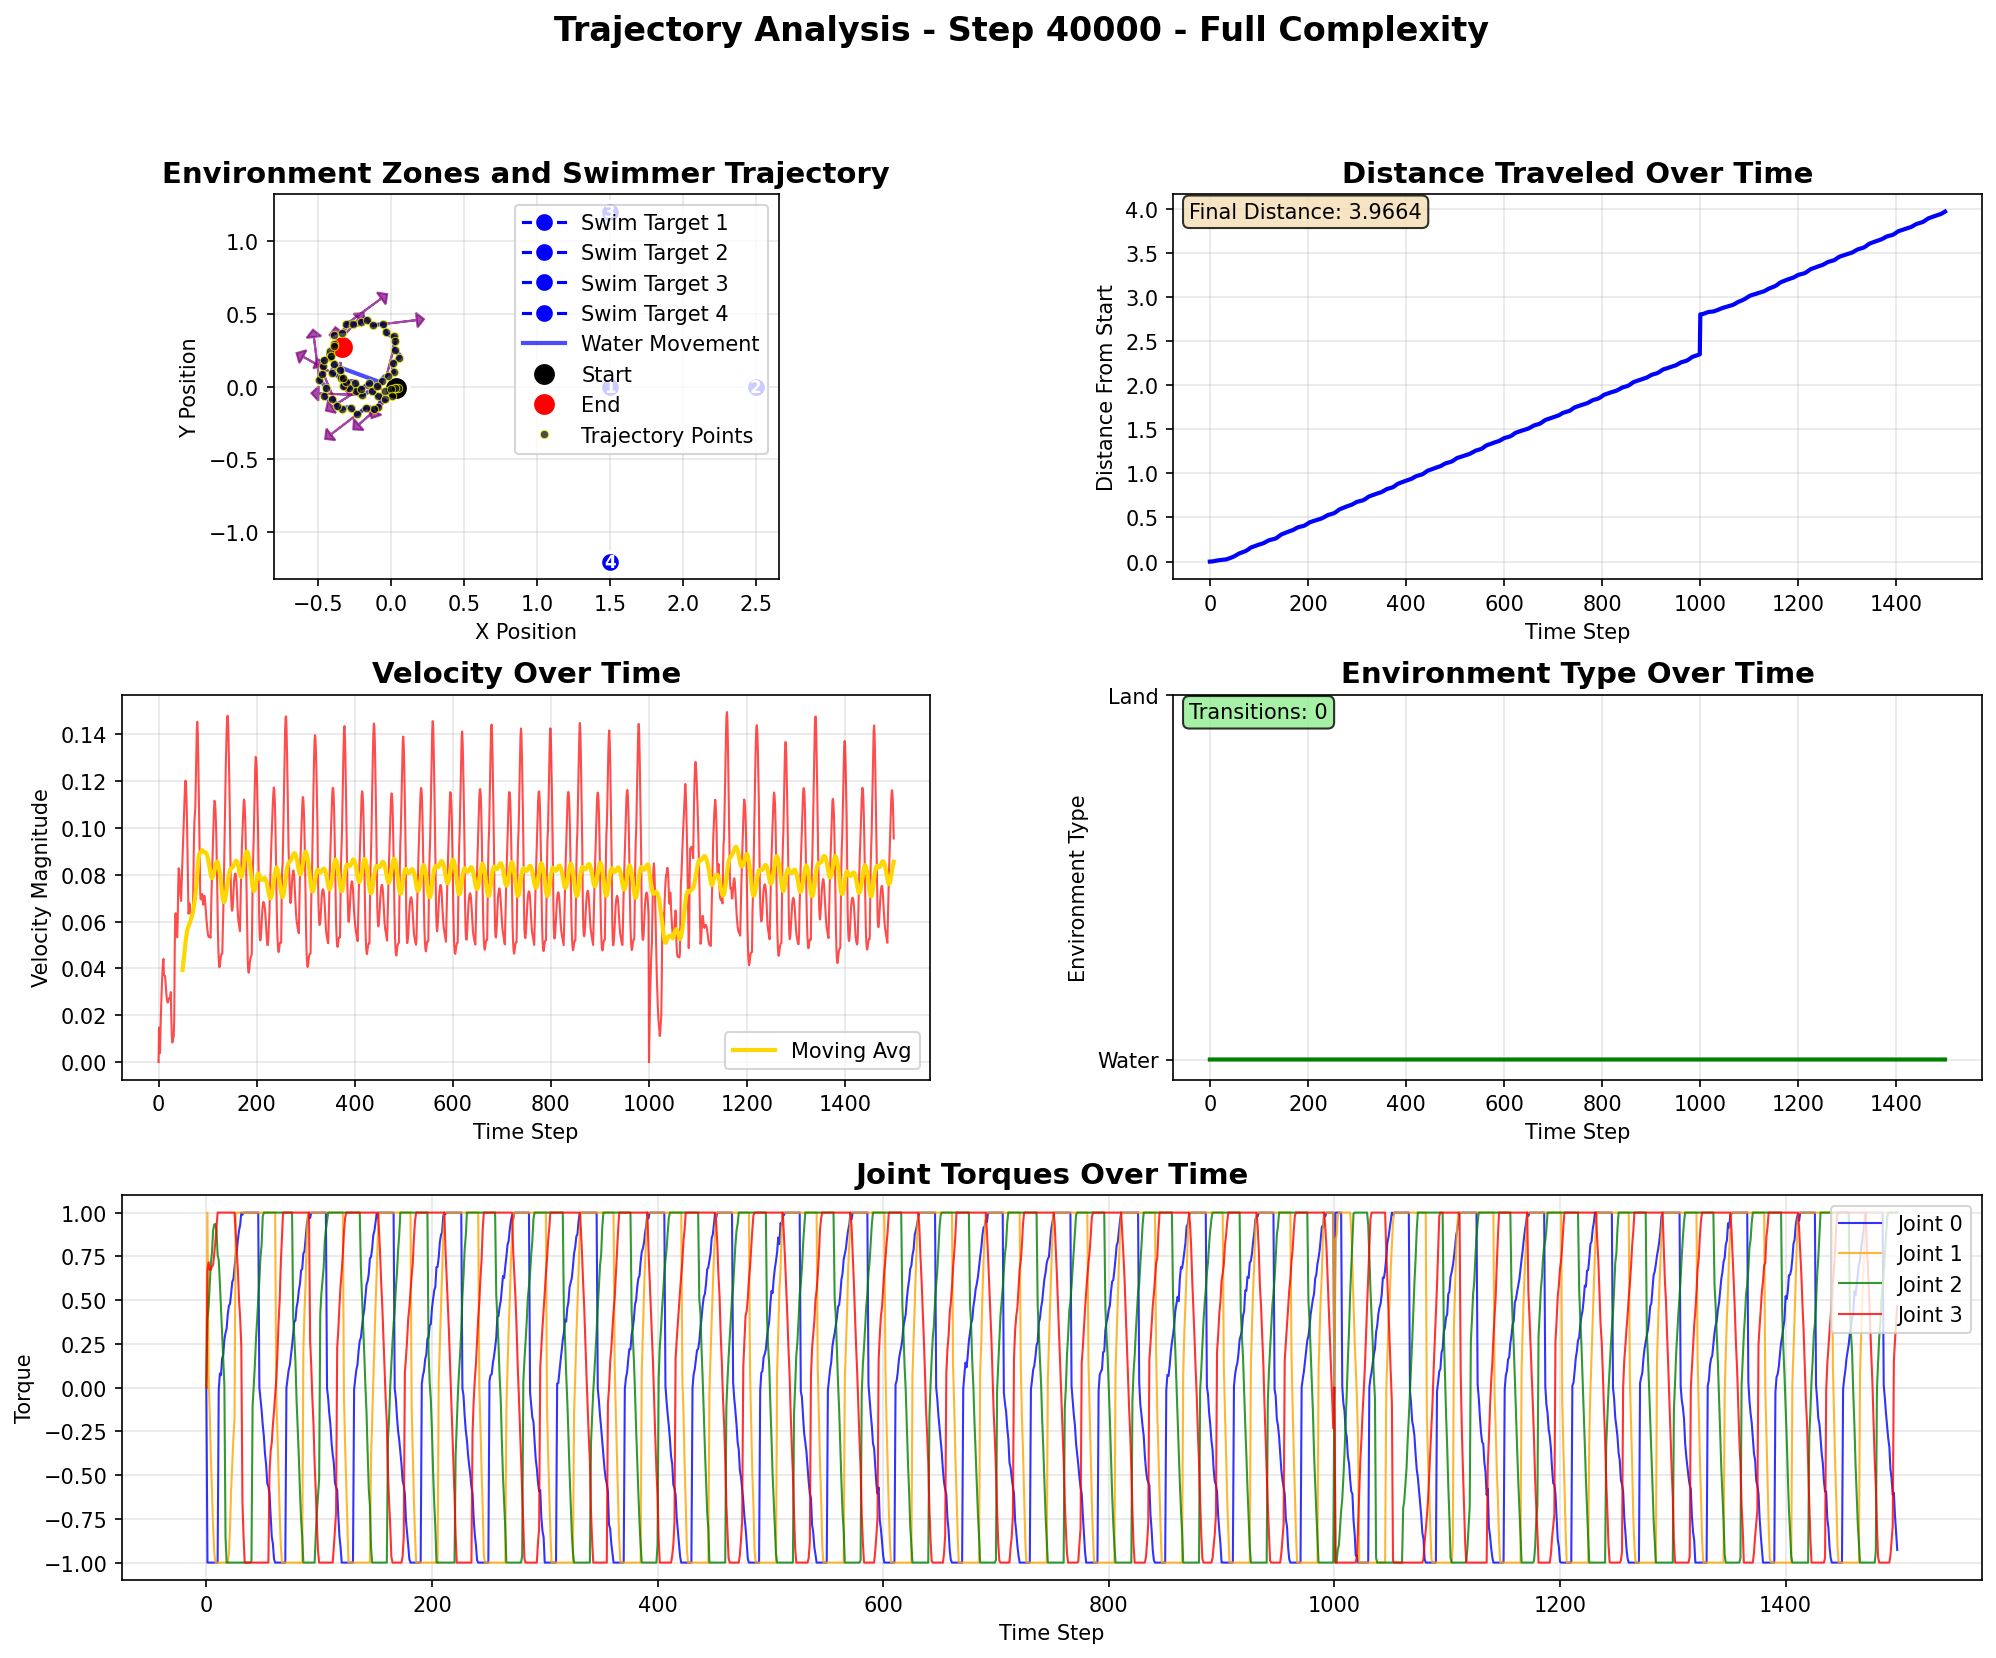 Trajectory Analysis - Step 40000 - Full Complexity
Environment Zones and Swimmer Trajectory
Y Position
1.0
0.5
0.0
−0.5
−1.0
3
1
2
4
Swim Target 1
Swim Target 2
Swim Target 3
Swim Target 4
Water Movement
Start
End
Trajectory Points
−0.5 0.0 0.5 1.0 1.5 2.0 2.5
X Position
Distance Traveled Over Time
Final Distance: 3.9664
Distance From Start
4.0
3.5
3.0
2.5
2.0
1.5
1.0
0.5
0.0
0 200 400 600 800 1000 1200 1400
Time Step
Velocity Over Time
Velocity Magnitude
0.14
0.12
0.10
0.08
0.06
0.04
0.02
0.00
Moving Avg
0 200 400 600 800 1000 1200 1400
Time Step
Environment Type Over Time
Environment Type
Land
Transitions: 0
Water
0 200 400 600 800 1000 1200 1400
Time Step
Joint Torques Over Time
Torque
1.00
0.75
0.50
0.25
0.00
−0.25
−0.50
−0.75
−1.00
Joint 0
Joint 1
Joint 2
Joint 3
0 200 400 600 800 1000 1200 1400
Time Step